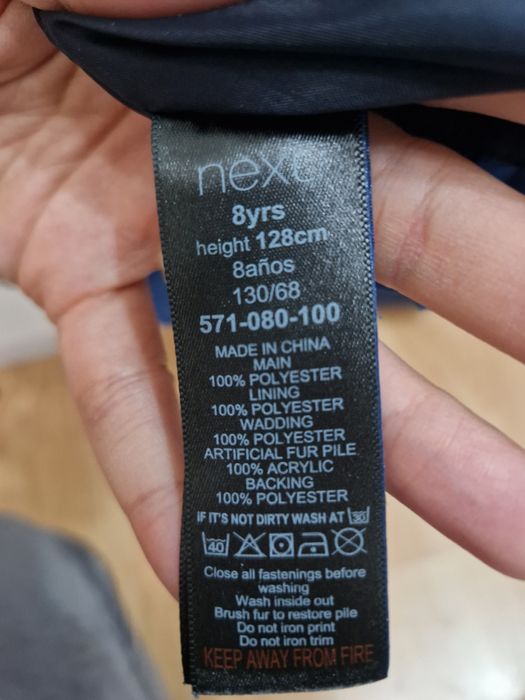 next
8yrs
height 128cm
8años
130/68
571-080-100
MADE IN CHINA
MAIN
100% POLYESTER
LINING
100% POLYESTER
WADDING
100% POLYESTER
ARTIFICIAL FUR PILE
100% ACRYLIC
BACKING
100% POLYESTER
IF IT'S NOT DIRTY WASH AT 30
40
Close all fastenings before
washing
Wash inside out
Brush fur to restore pile
Do not iron print
Do not iron trim
KEEP AWAY FROM FIRE